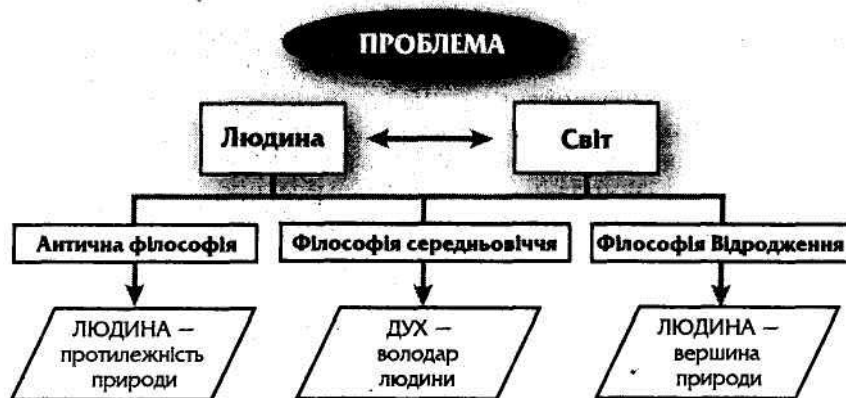 ПРОБЛЕМА
Людина
Світ
Антична філософія
Філософія середньовіччя
Філософія Відродження
ЛЮДИНА —
протилежність
природи
ДУХ —
володар
людини
ЛЮДИНА —
вершина
природи